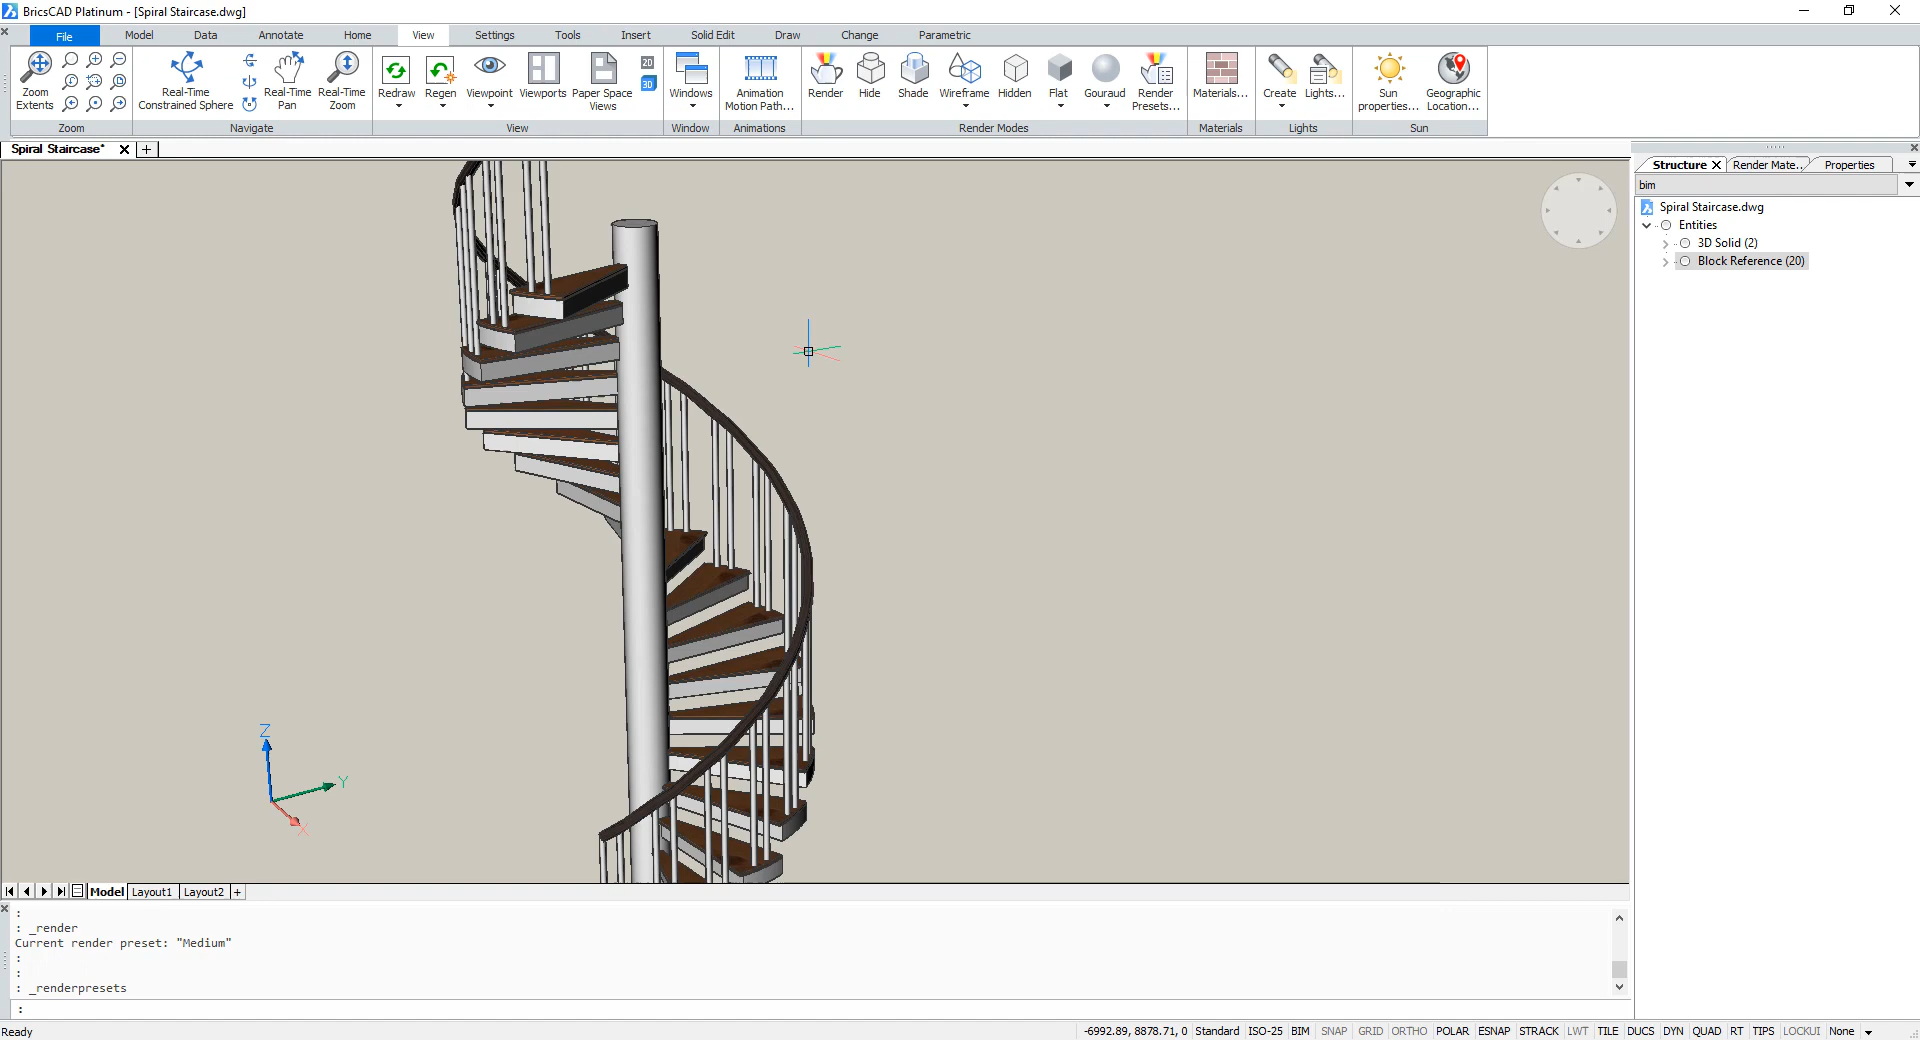 BricsCAD Platinum - [Spiral Staircase.dwg]
File Model Data Annotate Home View Settings Tools Insert Solid Edit Draw Change Parametric
Zoom Extents
Real-Time Constrained Sphere
Real-Time Pan
Real-Time Zoom
Redraw
Regen
Viewpoint
Viewports
Paper Space Views
2D
3D
Windows
Animation Motion Path...
Render
Hide
Shade
Wireframe
Hidden
Flat
Gouraud
Render Presets...
Materials...
Create
Lights...
Sun properties...
Geographic Location...
Zoom Navigate View Window Animations Render Modes Materials Lights Sun
Spiral Staircase*
Structure Render Mate.. Properties
bim
Spiral Staircase.dwg
Entities
3D Solid (2)
Block Reference (20)
Z
Y
X
Model Layout1 Layout2 +
:
: _render
Current render preset: "Medium"
:
:
: _renderpresets
:
Ready
-6992.89, 8878.71, 0 Standard ISO-25 BIM SNAP GRID ORTHO POLAR ESNAP STRACK LWT TILE DUCS DYN QUAD RT TIPS LOCKUI None